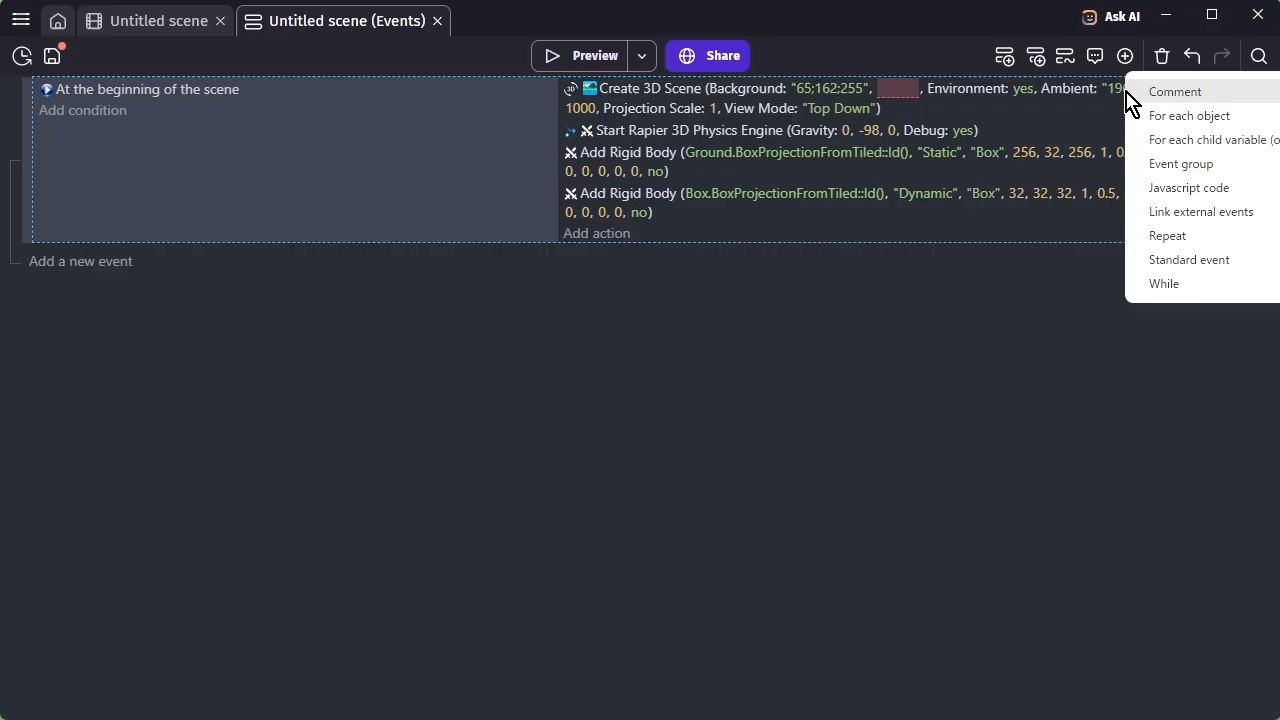 Untitled scene
Untitled scene (Events)
Ask AI
Preview
Share
At the beginning of the scene
Add condition
Create 3D Scene (Background: "65;162;255", , Environment: yes, Ambient: "19
1000, Projection Scale: 1, View Mode: "Top Down")
Start Rapier 3D Physics Engine (Gravity: 0, -98, 0, Debug: yes)
Add Rigid Body (Ground.BoxProjectionFromTiled::Id(), "Static", "Box", 256, 32, 256, 1, 0
0, 0, 0, 0, 0, no)
Add Rigid Body (Box.BoxProjectionFromTiled::Id(), "Dynamic", "Box", 32, 32, 32, 1, 0.5,
0, 0, 0, 0, no)
Add action
Add a new event
Comment
For each object
For each child variable (o
Event group
Javascript code
Link external events
Repeat
Standard event
While